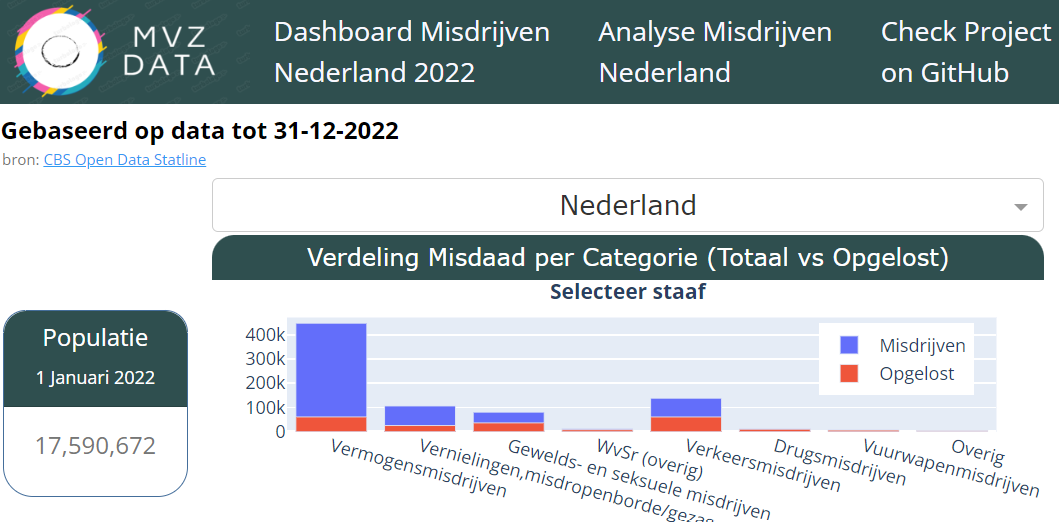 MVZ
DATA
Dashboard Misdrijven
Nederland 2022
Analyse Misdrijven
Nederland
Check Project
on GitHub
Gebaseerd op data tot 31-12-2022
bron: CBS Open Data Statline
Nederland
Verdeling Misdaad per Categorie (Totaal vs Opgelost)
Selecteer staaf
Populatie
1 Januari 2022
17,590,672
400k
300k
200k
100k
0
Misdrijven
Opgelost
Vermogensmisdrijven
Vernielingen,misdropenborde/gezag
Gewelds- en seksuele misdrijven
WvSr (overig)
Verkeersmisdrijven
Drugsmisdrijven
Vuurwapenmisdrijven
Overig